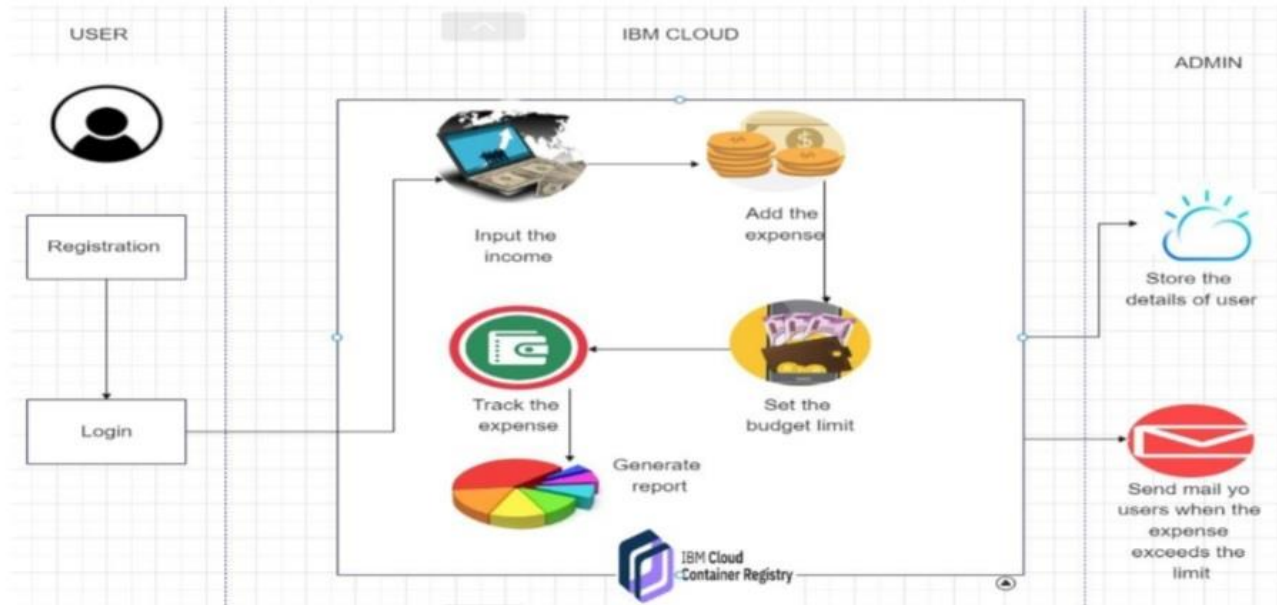 USER
IBM CLOUD
ADMIN
Registration
Login
Input the
income
Add the
expense
Track the
expense
Set the
budget limit
Generate
report
IBM Cloud
Container Registry
Store the
details of user
Send mail yo
users when the
expense
exceeds the
limit